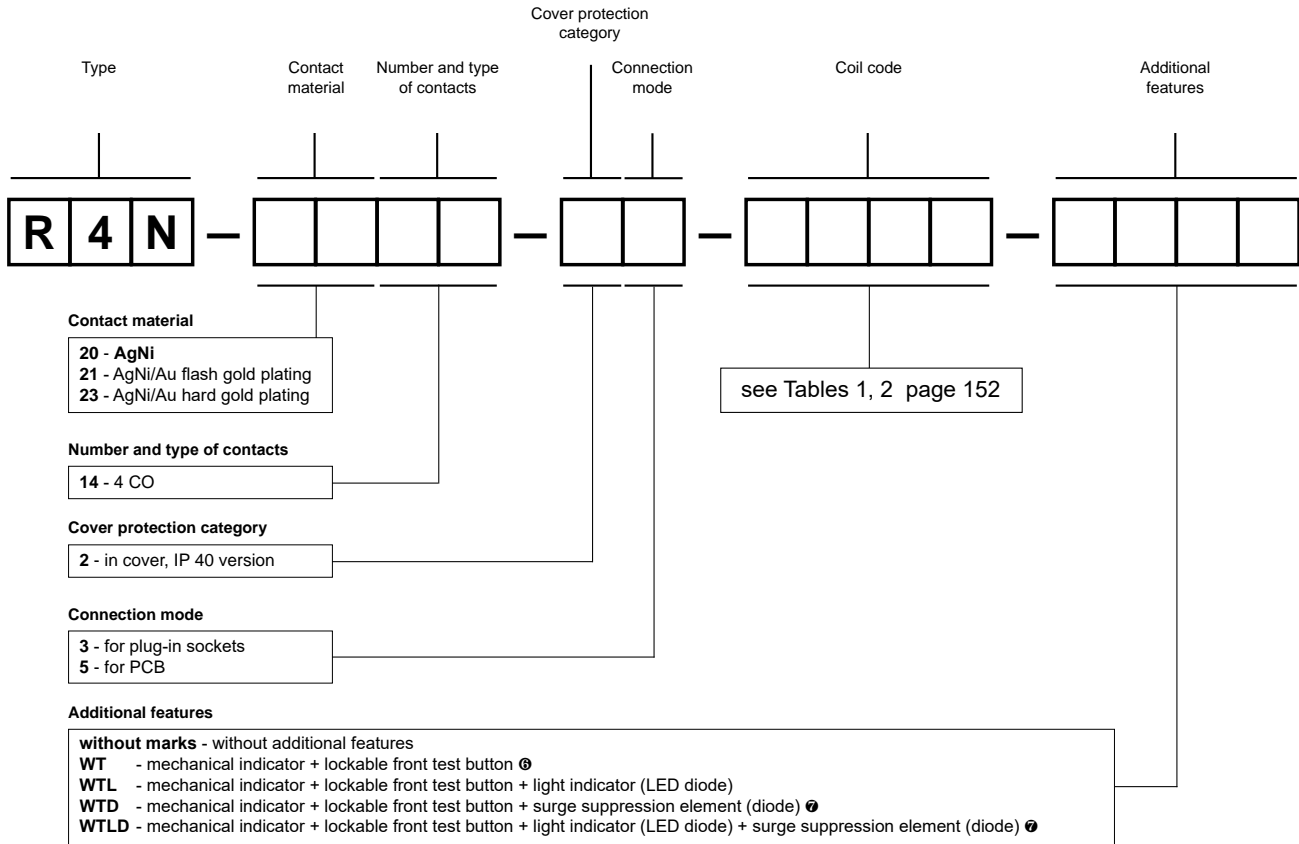 Cover protection
category
Type
Contact
material
Number and type
of contacts
Connection
mode
Coil code
Additional
features
R 4 N – – – –
Contact material
20 - AgNi
21 - AgNi/Au flash gold plating
23 - AgNi/Au hard gold plating
see Tables 1, 2 page 152
Number and type of contacts
14 - 4 CO
Cover protection category
2 - in cover, IP 40 version
Connection mode
3 - for plug-in sockets
5 - for PCB
Additional features
without marks - without additional features
WT - mechanical indicator + lockable front test button ❻
WTL - mechanical indicator + lockable front test button + light indicator (LED diode)
WTD - mechanical indicator + lockable front test button + surge suppression element (diode) ❼
WTLD - mechanical indicator + lockable front test button + light indicator (LED diode) + surge suppression element (diode) ❼